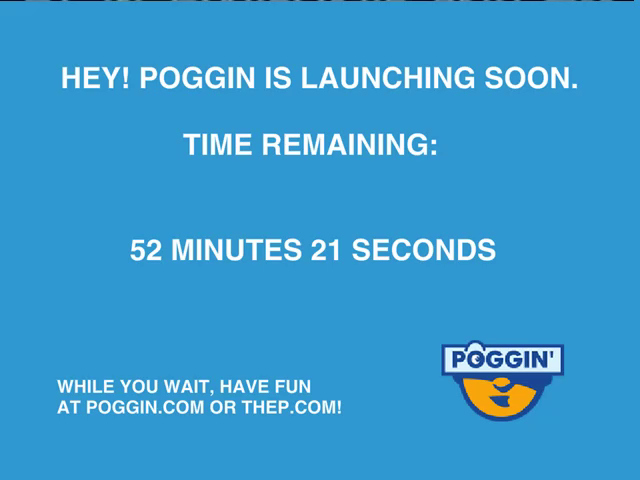 HEY! POGGIN IS LAUNCHING SOON.
TIME REMAINING:
52 MINUTES 21 SECONDS
POGGIN'
WHILE YOU WAIT, HAVE FUN
AT POGGIN.COM OR THEP.COM!